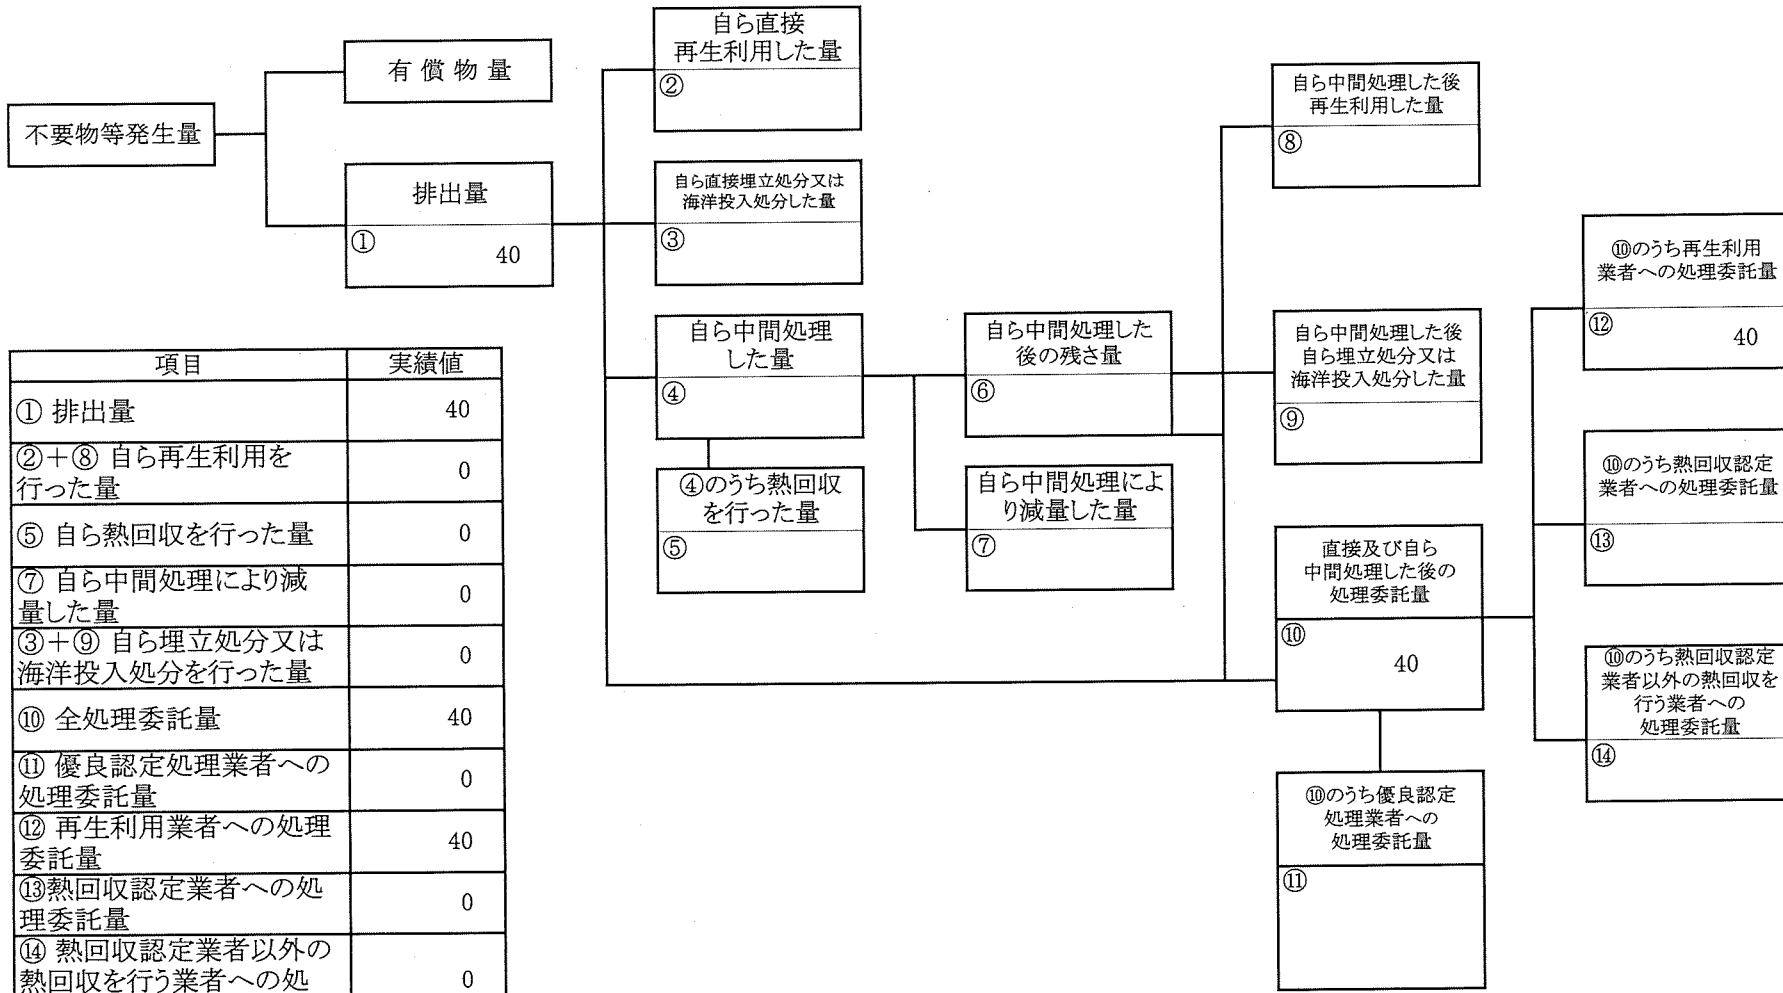 不要物等発生量
有償物量
排出量
①
40
自ら直接
再生利用した量
②
自ら直接埋立処分又は
海洋投入処分した量
③
自ら中間処理
した量
④
④のうち熱回収
を行った量
⑤
自ら中間処理した
後の残さ量
⑥
自ら中間処理によ
り減量した量
⑦
自ら中間処理した後
再生利用した量
⑧
自ら中間処理した後
自ら埋立処分又は
海洋投入処分した量
⑨
直接及び自ら
中間処理した後の
処理委託量
⑩
40
⑩のうち優良認定
処理業者への
処理委託量
⑪
⑩のうち再生利用
業者への処理委託量
⑫
40
⑩のうち熱回収認定
業者への処理委託量
⑬
⑩のうち熱回収認定
業者以外の熱回収を
行う業者への
処理委託量
⑭
項目 実績値
① 排出量 40
②+⑧ 自ら再生利用を
行った量 0
⑤ 自ら熱回収を行った量 0
⑦ 自ら中間処理により減
量した量 0
③+⑨ 自ら埋立処分又は
海洋投入処分を行った量 0
⑩ 全処理委託量 40
⑪ 優良認定処理業者への
処理委託量 0
⑫ 再生利用業者への処理
委託量 40
⑬熱回収認定業者への処
理委託量 0
⑭ 熱回収認定業者以外の
熱回収を行う業者への処 0